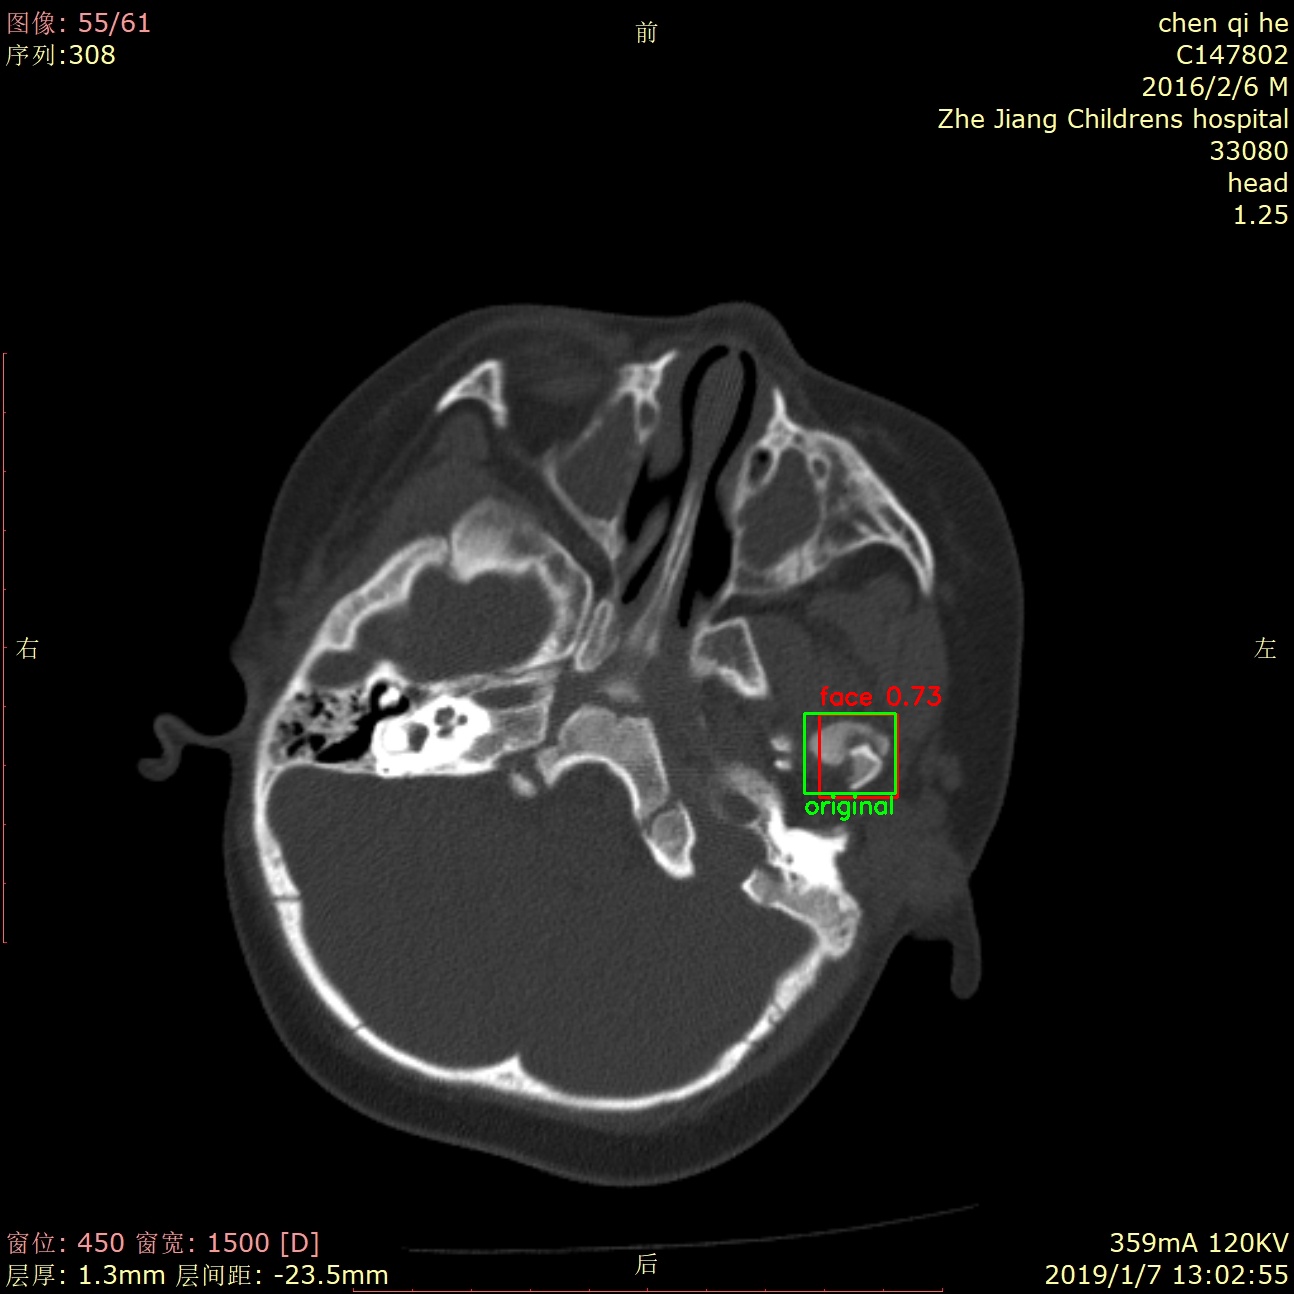 图像: 55/61
序列:308
前
chen qi he
C147802
2016/2/6 M
Zhe Jiang Childrens hospital
33080
head
1.25
右
左
face 0.73
original
窗位: 450 窗宽: 1500 [D]
层厚: 1.3mm 层间距: -23.5mm
后
359mA 120KV
2019/1/7 13:02:55